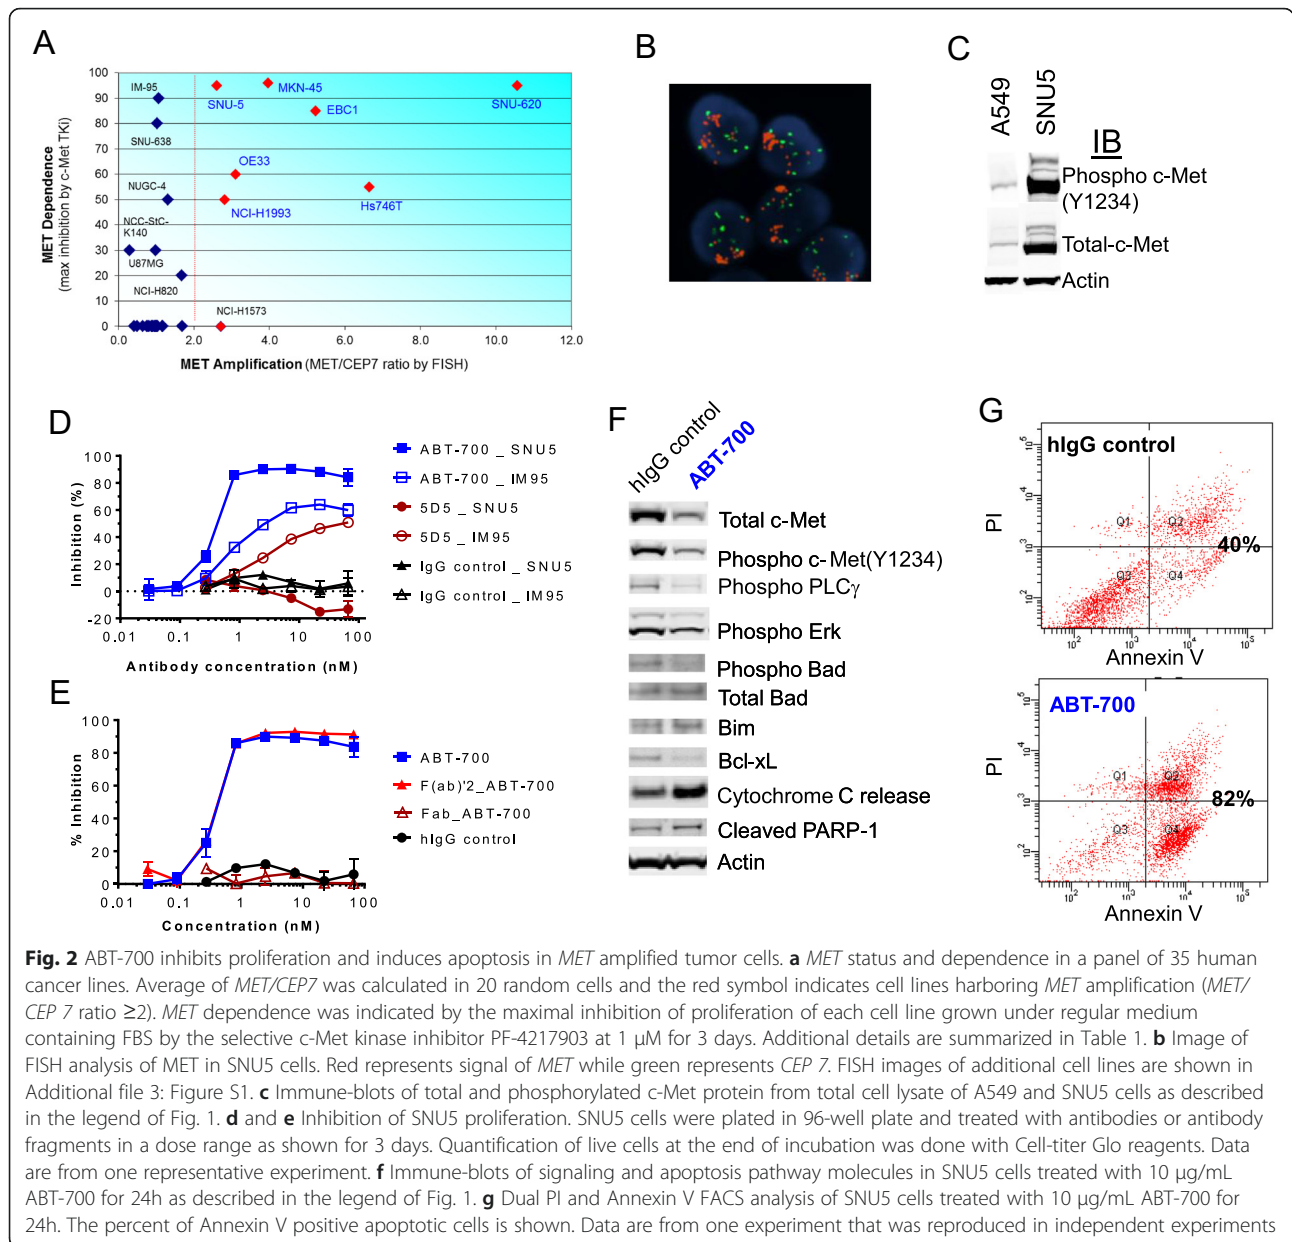 A
100
90
80
70
60
50
40
30
20
10
0
MET Dependence
(max inhibition by c-Met TKi)
IM-95
SNU-638
NUGC-4
NCC-StC-
K140
U87MG
NCI-H820
SNU-5
MKN-45
EBC1
SNU-620
OE33
NCI-H1993
Hs746T
NCI-H1573
0.0 2.0 4.0 6.0 8.0 10.0 12.0
MET Amplification (MET/CEP7 ratio by FISH)
B
C
A549
SNU5
IB
Phospho c-Met
(Y1234)
Total-c-Met
Actin
D
Inhibition (%)
100
80
60
40
20
0
-20
0.01 0.1 1 10 100
Antibody concentration (nM)
ABT-700 _ SNU5
ABT-700 _ IM95
5D5 _ SNU5
5D5 _ IM95
IgG control _ SNU5
IgG control _ IM95
E
% Inhibition
100
80
60
40
20
0
0.01 0.1 1 10 100
Concentration (nM)
ABT-700
F(ab)'2_ABT-700
Fab_ABT-700
hIgG control
F
hIgG control
ABT-700
Total c-Met
Phospho c-Met(Y1234)
Phospho PLCγ
Phospho Erk
Phospho Bad
Total Bad
Bim
Bcl-xL
Cytochrome C release
Cleaved PARP-1
Actin
G
hIgG control
PI
10⁵
10⁴
10³
10²
Q1
Q2
Q3
Q4
40%
10² 10³ 10⁴ 10⁵
Annexin V
ABT-700
PI
10⁵
10⁴
10³
10²
Q1
Q2
Q3
Q4
82%
10² 10³ 10⁴ 10⁵
Annexin V
Fig. 2 ABT-700 inhibits proliferation and induces apoptosis in MET amplified tumor cells. a MET status and dependence in a panel of 35 human
cancer lines. Average of MET/CEP7 was calculated in 20 random cells and the red symbol indicates cell lines harboring MET amplification (MET/
CEP 7 ratio ≥2). MET dependence was indicated by the maximal inhibition of proliferation of each cell line grown under regular medium
containing FBS by the selective c-Met kinase inhibitor PF-4217903 at 1 μM for 3 days. Additional details are summarized in Table 1. b Image of
FISH analysis of MET in SNU5 cells. Red represents signal of MET while green represents CEP 7. FISH images of additional cell lines are shown in
Additional file 3: Figure S1. c Immune-blots of total and phosphorylated c-Met protein from total cell lysate of A549 and SNU5 cells as described
in the legend of Fig. 1. d and e Inhibition of SNU5 proliferation. SNU5 cells were plated in 96-well plate and treated with antibodies or antibody
fragments in a dose range as shown for 3 days. Quantification of live cells at the end of incubation was done with Cell-titer Glo reagents. Data
are from one representative experiment. f Immune-blots of signaling and apoptosis pathway molecules in SNU5 cells treated with 10 μg/mL
ABT-700 for 24h as described in the legend of Fig. 1. g Dual PI and Annexin V FACS analysis of SNU5 cells treated with 10 μg/mL ABT-700 for
24h. The percent of Annexin V positive apoptotic cells is shown. Data are from one experiment that was reproduced in independent experiments